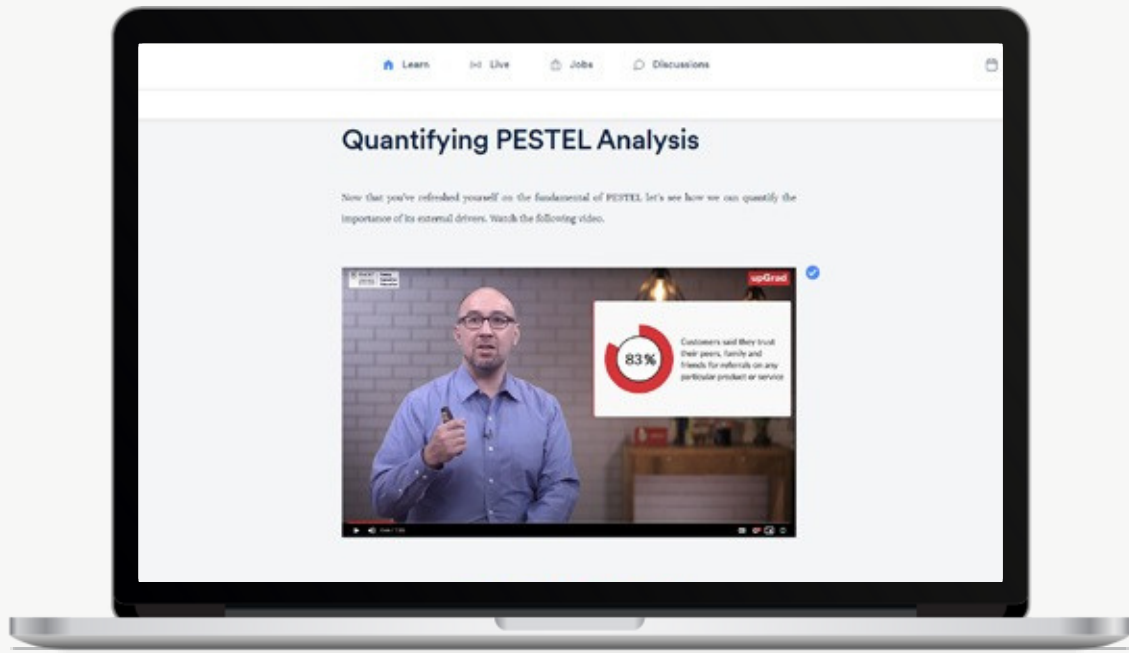 Learn Live Jobs Discussions
Quantifying PESTEL Analysis
Now that you've refreshed yourself on the fundamental of PESTEL let's see how we can quantify the
importance of its external drivers. Watch the following video.
upGrad
83%
Customers said they trust
their peers, family and
friends for referrals on any
particular product or service